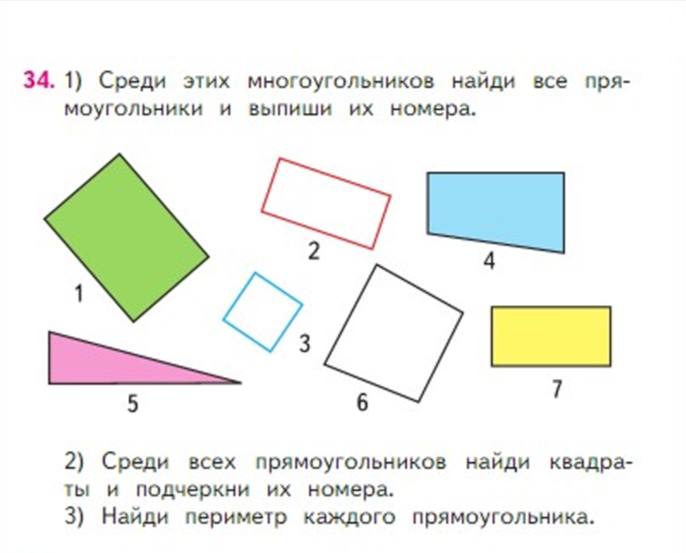 34. 1) Среди этих многоугольников найди все пря-
моугольники и выпиши их номера.
1
2
3
4
5
6
7
2) Среди всех прямоугольников найди квадра-
ты и подчеркни их номера.
3) Найди периметр каждого прямоугольника.